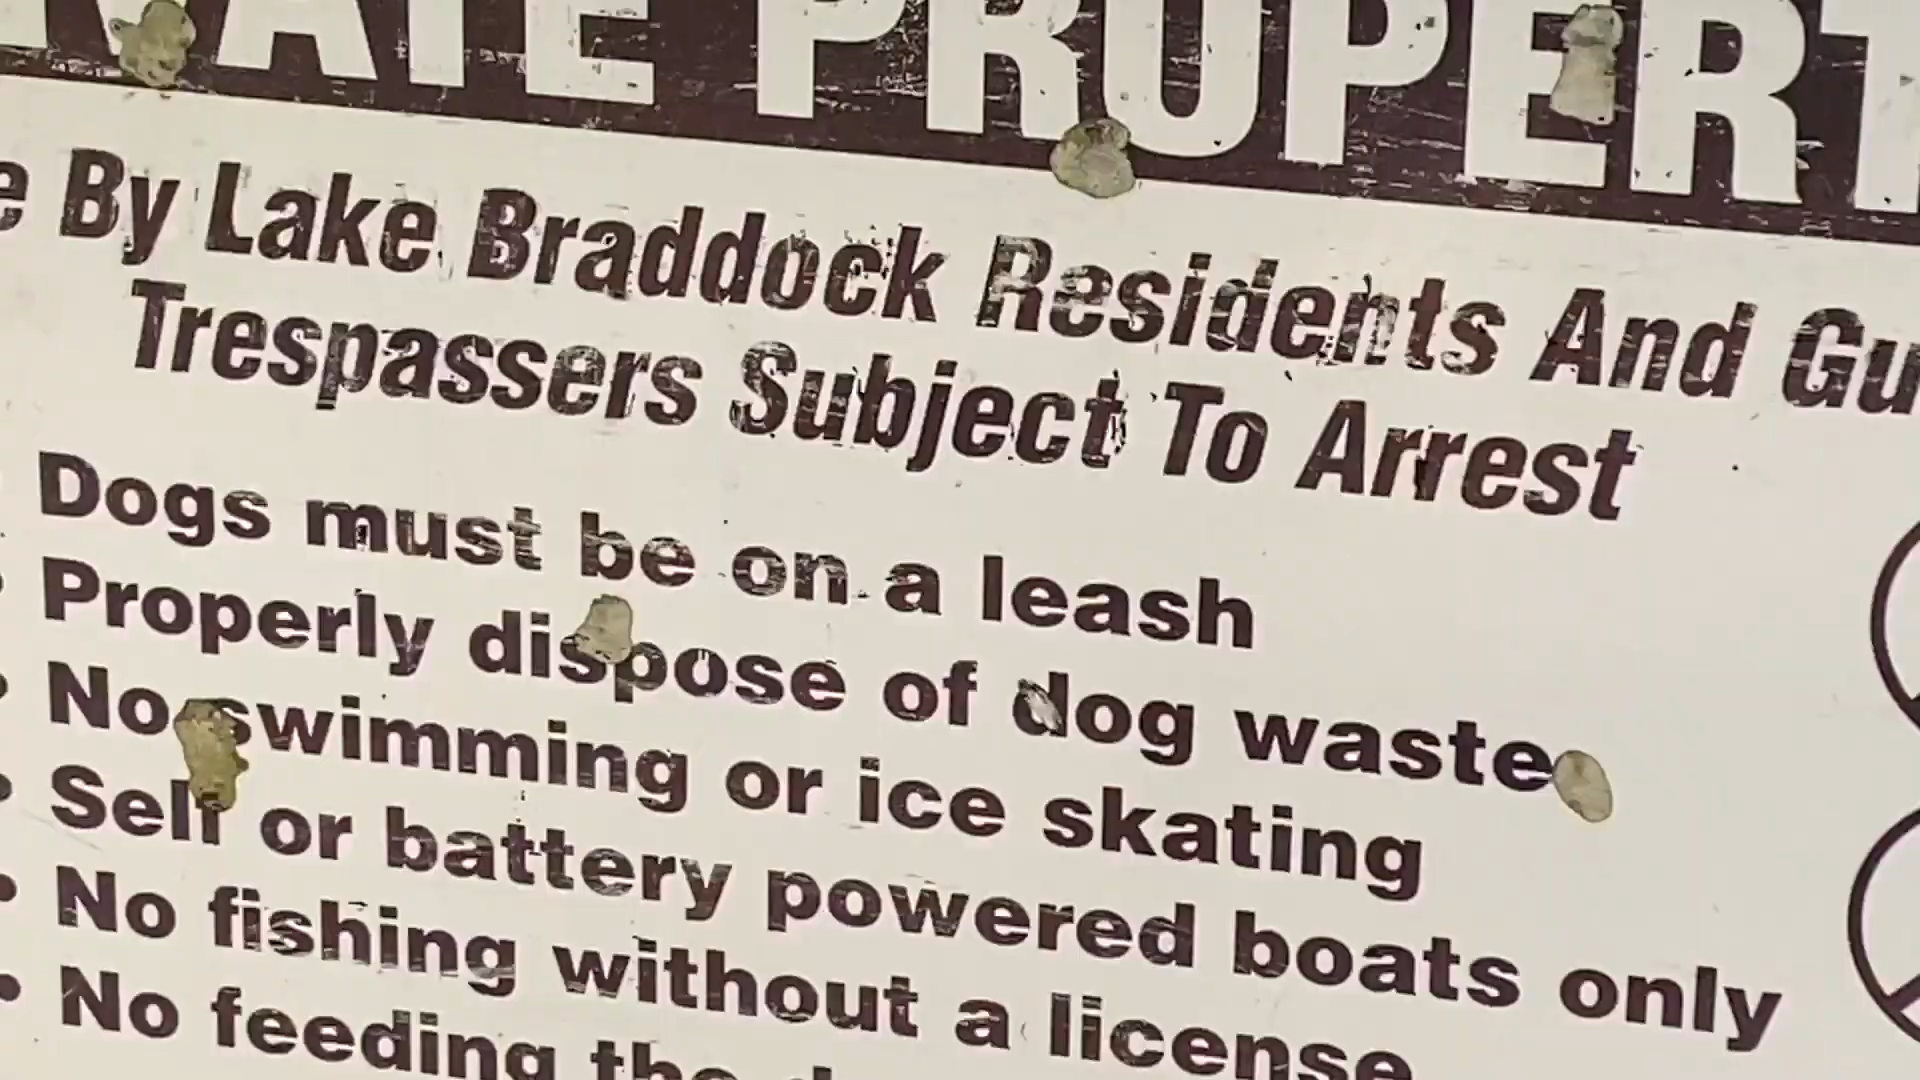 VATE PROPERT
e By Lake Braddock Residents And Gu
Trespassers Subject To Arrest
Dogs must be on a leash
• Properly dispose of dog waste
• No swimming or ice skating
• Self or battery powered boats only
• No fishing without a license
• No feeding the